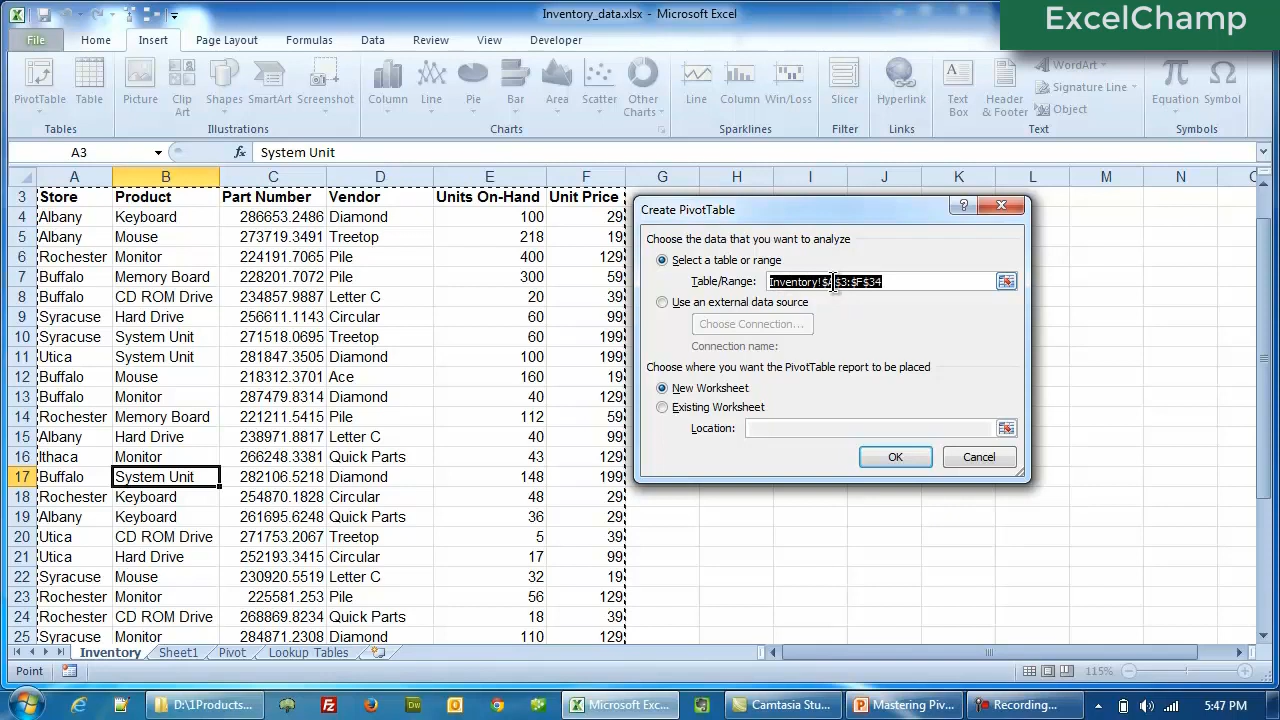 Inventory_data.xlsx - Microsoft Excel
ExcelChamp
File Home Insert Page Layout Formulas Data Review View Developer
PivotTable Table Picture Clip Art Shapes SmartArt Screenshot Column Line Pie Bar Area Scatter Other Charts Line Column Win/Loss Slicer Hyperlink Text Box Header & Footer WordArt Signature Line Object Equation Symbol
Tables Illustrations Charts Sparklines Filter Links Text Symbols
A3 fx System Unit
A B C D E F G H I J K L M N
3 Store Product Part Number Vendor Units On-Hand Unit Price
4 Albany Keyboard 286653.2486 Diamond 100 29
5 Albany Mouse 273719.3491 Treetop 218 19
6 Rochester Monitor 224191.7065 Pile 400 129
7 Buffalo Memory Board 228201.7072 Pile 300 59
8 Buffalo CD ROM Drive 234857.9887 Letter C 20 39
9 Syracuse Hard Drive 256611.1143 Circular 60 99
10 Syracuse System Unit 271518.0695 Treetop 60 199
11 Utica System Unit 281847.3505 Diamond 100 199
12 Buffalo Mouse 218312.3701 Ace 160 19
13 Buffalo Monitor 287479.8314 Diamond 40 129
14 Rochester Memory Board 221211.5415 Pile 112 59
15 Albany Hard Drive 238971.8817 Letter C 40 99
16 Ithaca Monitor 266248.3381 Quick Parts 43 129
17 Buffalo System Unit 282106.5218 Diamond 148 199
18 Rochester Keyboard 254870.1828 Circular 48 29
19 Albany Keyboard 261695.6248 Quick Parts 36 29
20 Utica CD ROM Drive 271753.2067 Treetop 5 39
21 Utica Hard Drive 252193.3415 Circular 17 99
22 Syracuse Mouse 230920.5519 Letter C 32 19
23 Rochester Monitor 225581.253 Pile 56 129
24 Rochester CD ROM Drive 268869.8234 Quick Parts 18 39
25 Syracuse Monitor 284871.2308 Diamond 110 129
Create PivotTable
?
Choose the data that you want to analyze
Select a table or range
Table/Range: Inventory!$A$3:$F$34
Use an external data source
Choose Connection...
Connection name:
Choose where you want the PivotTable report to be placed
New Worksheet
Existing Worksheet
Location:
OK Cancel
Inventory Sheet1 Pivot Lookup Tables
Point 115%
D:\1Products... Microsoft Exc... Camtasia Stu... Mastering Piv... Recording... 5:47 PM